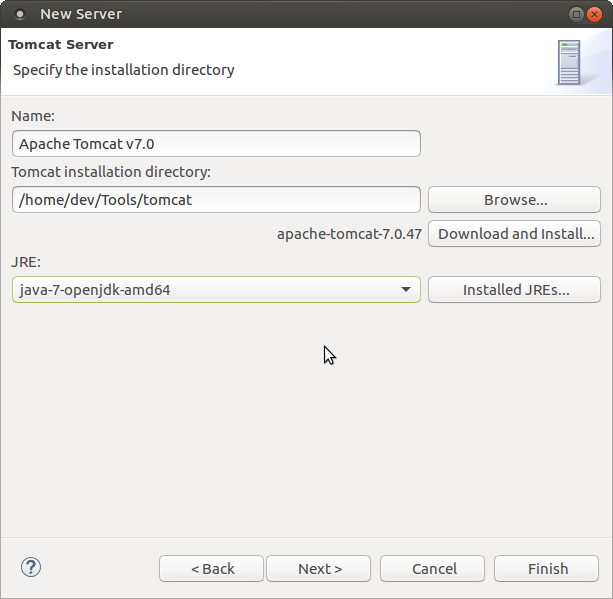 New Server
Tomcat Server
Specify the installation directory
Name:
Apache Tomcat v7.0
Tomcat installation directory:
/home/dev/Tools/tomcat Browse...
apache-tomcat-7.0.47 Download and Install...
JRE:
java-7-openjdk-amd64 Installed JREs...
? < Back Next > Cancel Finish